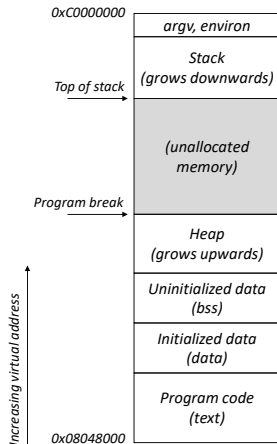 0xC0000000
argv, environ
Stack
(grows downwards)
Top of stack
(unallocated
memory)
Program break
Heap
(grows upwards)
Uninitialized data
(bss)
Initialized data
(data)
Program code
(text)
0x08048000
Increasing virtual address